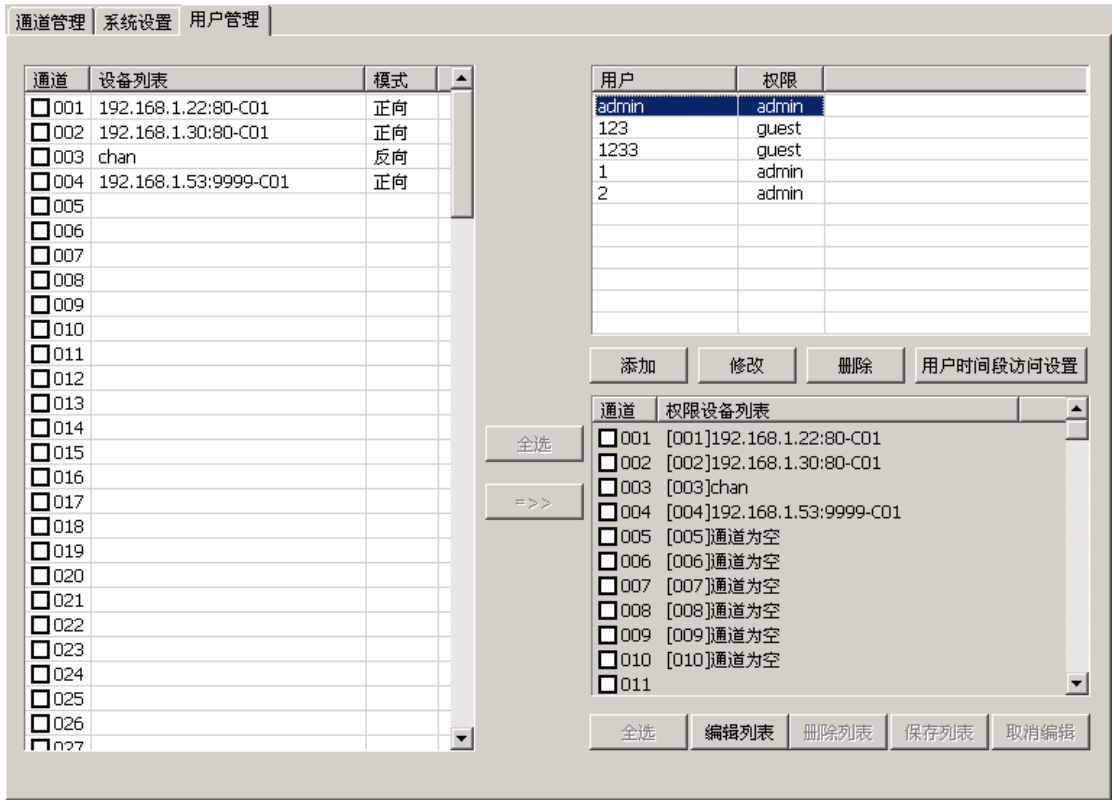 通道管理 系统设置 用户管理
通道 设备列表 模式
001 192.168.1.22:80-C01 正向
002 192.168.1.30:80-C01 正向
003 chan 反向
004 192.168.1.53:9999-C01 正向
005
006
007
008
009
010
011
012
013
014
015
016
017
018
019
020
021
022
023
024
025
026
027
全选
=>>
用户 权限
admin admin
123 guest
1233 guest
1 admin
2 admin
添加 修改 删除 用户时间段访问设置
通道 权限设备列表
001 [001]192.168.1.22:80-C01
002 [002]192.168.1.30:80-C01
003 [003]chan
004 [004]192.168.1.53:9999-C01
005 [005]通道为空
006 [006]通道为空
007 [007]通道为空
008 [008]通道为空
009 [009]通道为空
010 [010]通道为空
011
全选 编辑列表 删除列表 保存列表 取消编辑